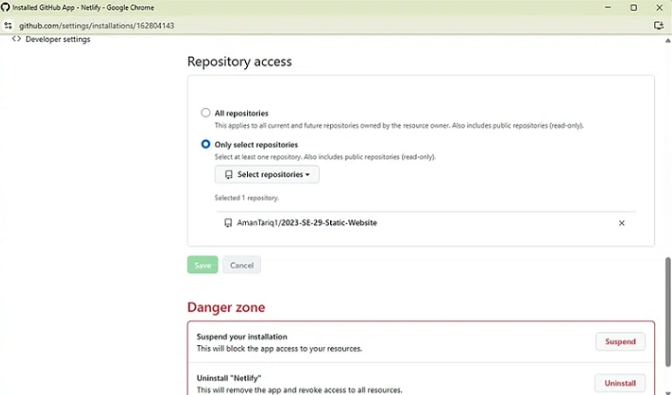 Installed GitHub App - Netlify - Google Chrome
github.com/settings/installations/162804143
Developer settings
Repository access
All repositories
This applies to all current and future repositories owned by the resource owner. Also includes public repositories (read-only).
Only select repositories
Select at least one repository. Also includes public repositories (read-only).
Select repositories
Selected 1 repository.
AmanTariq1/2023-SE-29-Static-Website
Save Cancel
Danger zone
Suspend your installation
This will block the app access to your resources.
Suspend
Uninstall "Netlify"
This will remove the app and revoke access to all resources.
Uninstall